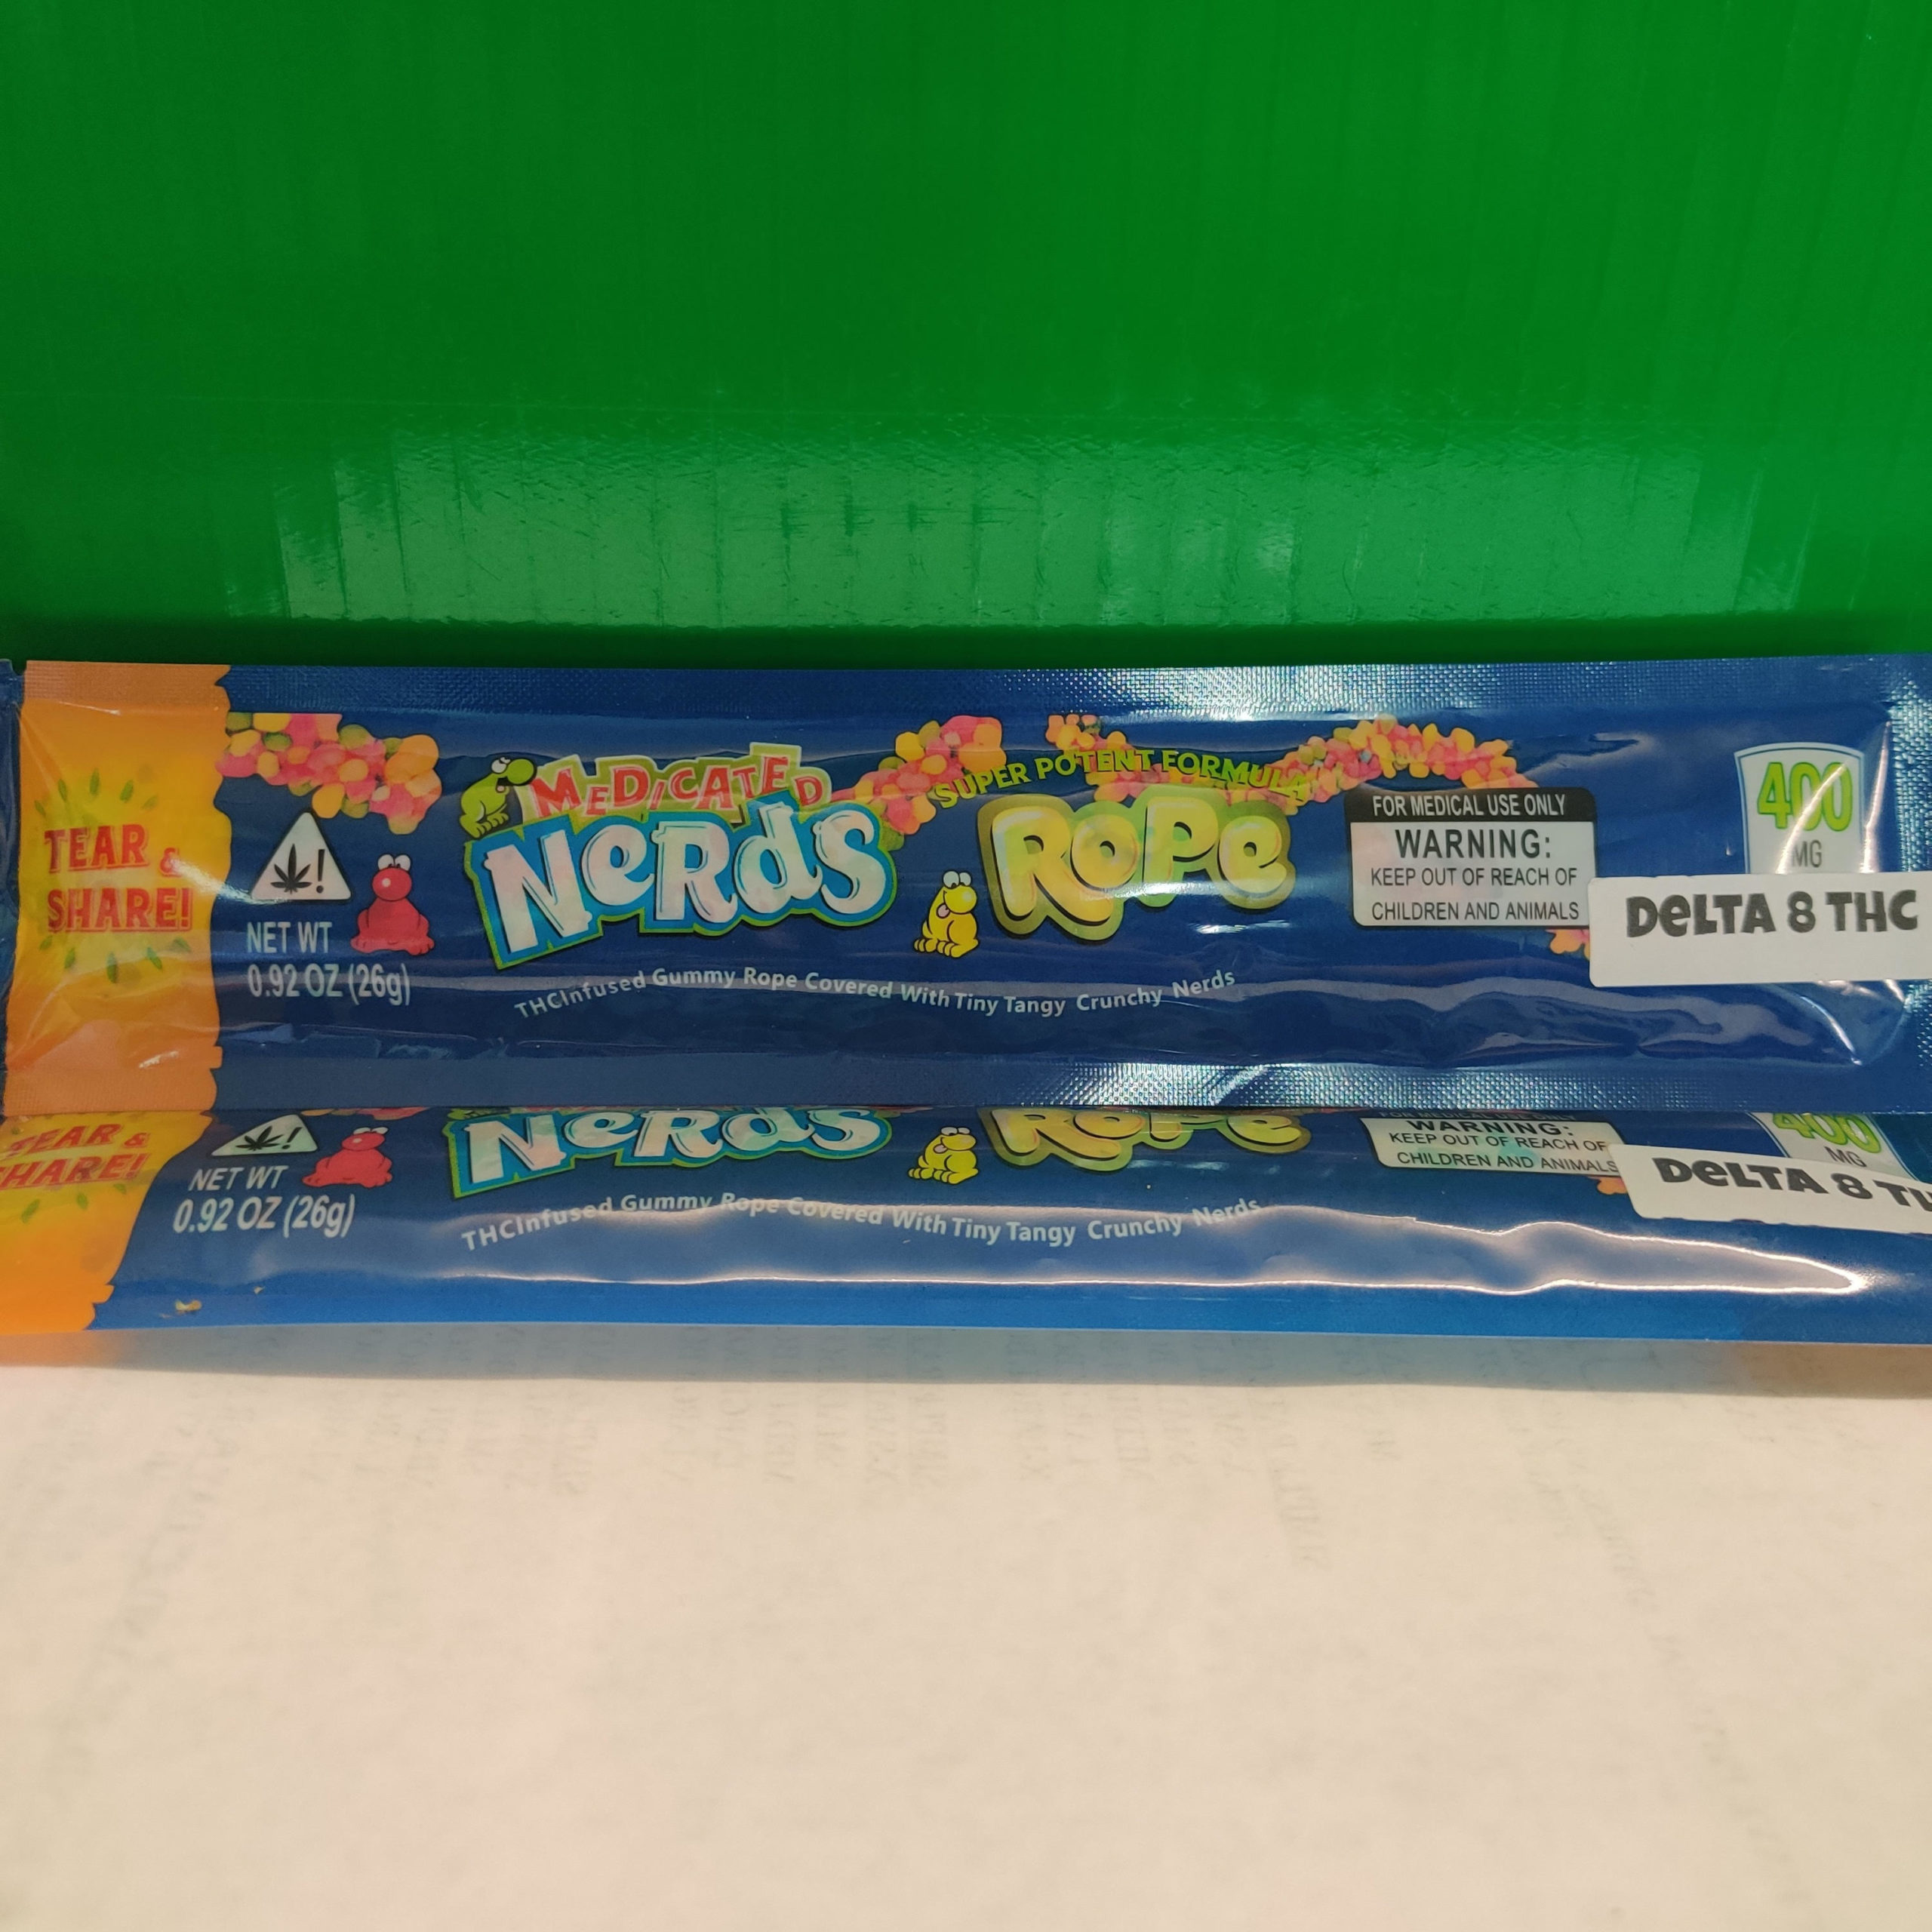 TEAR &
SHARE!
!
NET WT
0.92 OZ (26g)
MEDICATED
NeRdS
SUPER POTENT FORMULA
RoPe
THCInfused Gummy Rope Covered With Tiny Tangy Crunchy Nerds
FOR MEDICAL USE ONLY
WARNING:
KEEP OUT OF REACH OF
CHILDREN AND ANIMALS
400
MG
DeLTA 8 THC
TEAR &
HARE!
!
NET WT
0.92 OZ (26g)
NeRdS
RoPe
THCInfused Gummy Rope Covered With Tiny Tangy Crunchy Nerds
WARNING:
KEEP OUT OF REACH OF
CHILDREN AND ANIMALS
400
MG
DeLTA 8